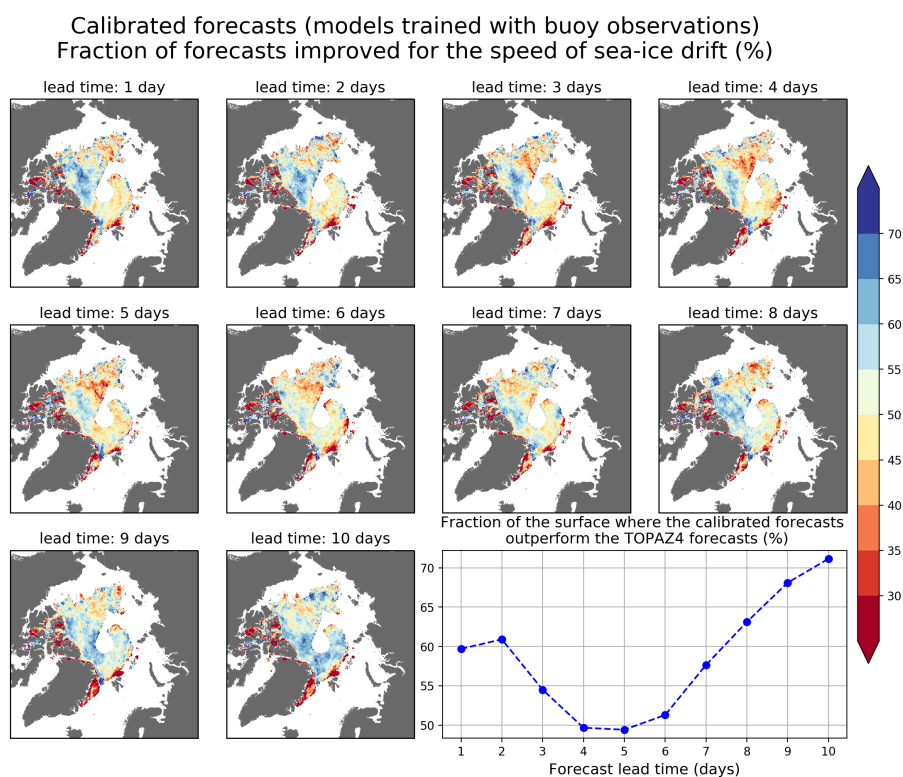 Calibrated forecasts (models trained with buoy observations)
Fraction of forecasts improved for the speed of sea-ice drift (%)
lead time: 1 day
lead time: 2 days
lead time: 3 days
lead time: 4 days
lead time: 5 days
lead time: 6 days
lead time: 7 days
lead time: 8 days
lead time: 9 days
lead time: 10 days
Fraction of the surface where the calibrated forecasts
outperform the TOPAZ4 forecasts (%)
70
65
60
55
50
1 2 3 4 5 6 7 8 9 10
Forecast lead time (days)
70
65
60
55
50
45
40
35
30